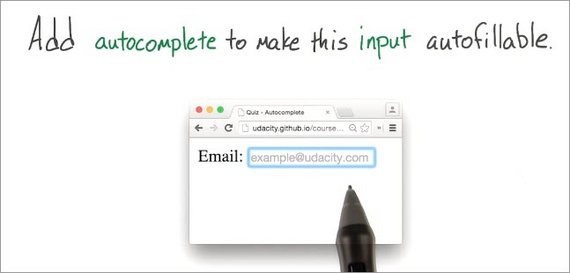 Add autocomplete to make this input autofillable.
Quiz - Autocomplete
udacity.github.io/course...
Email: example@udacity.com